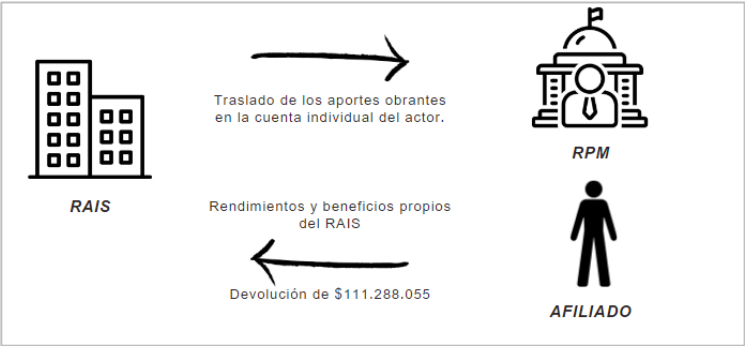 Traslado de los aportes obrantes
en la cuenta individual del actor.
RPM
RAIS
Rendimientos y beneficios propios
del RAIS
Devolución de $111.288.055
AFILIADO